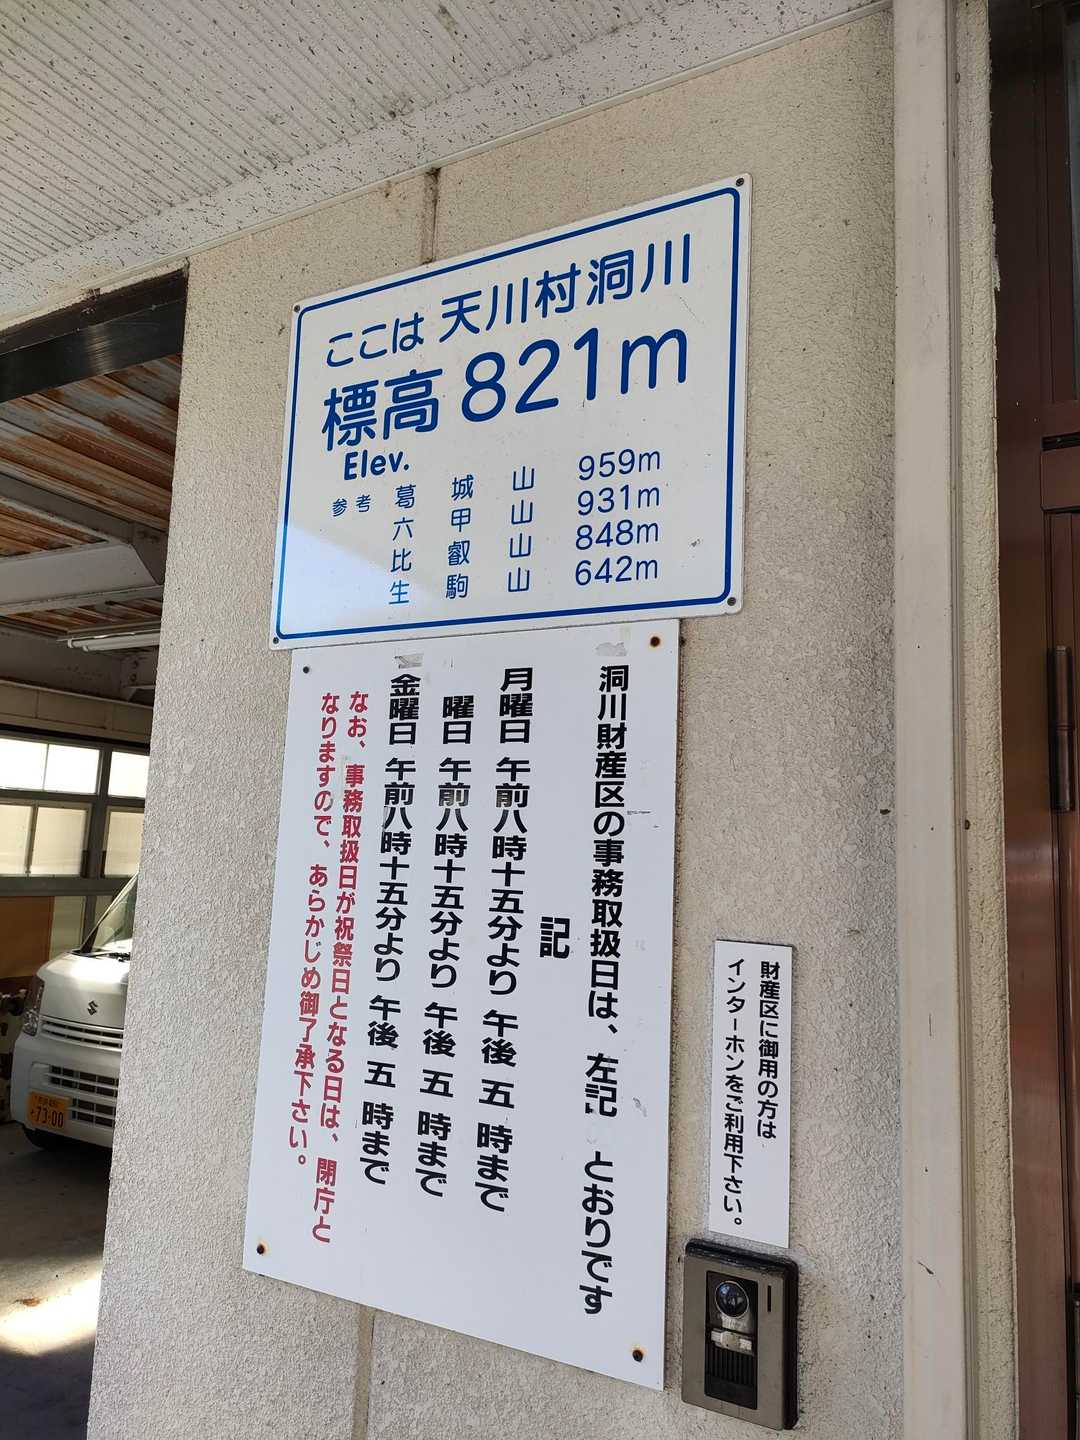 ここは 天川村洞川
標高 821m
Elev.
参考 葛城山 959m
六甲山 931m
比叡山 848m
生駒山 642m
洞川財産区の事務取扱日は、左記 とおりです
記
月曜日 午前八時十五分より 午後 五 時まで
曜日 午前八時十五分より 午後 五 時まで
金曜日 午前八時十五分より 午後 五 時まで
なお、事務取扱日が祝祭日となる日は、閉庁と
なりますので、あらかじめ御了承下さい。
財産区に御用の方は
インターホンをご利用下さい。
73-00